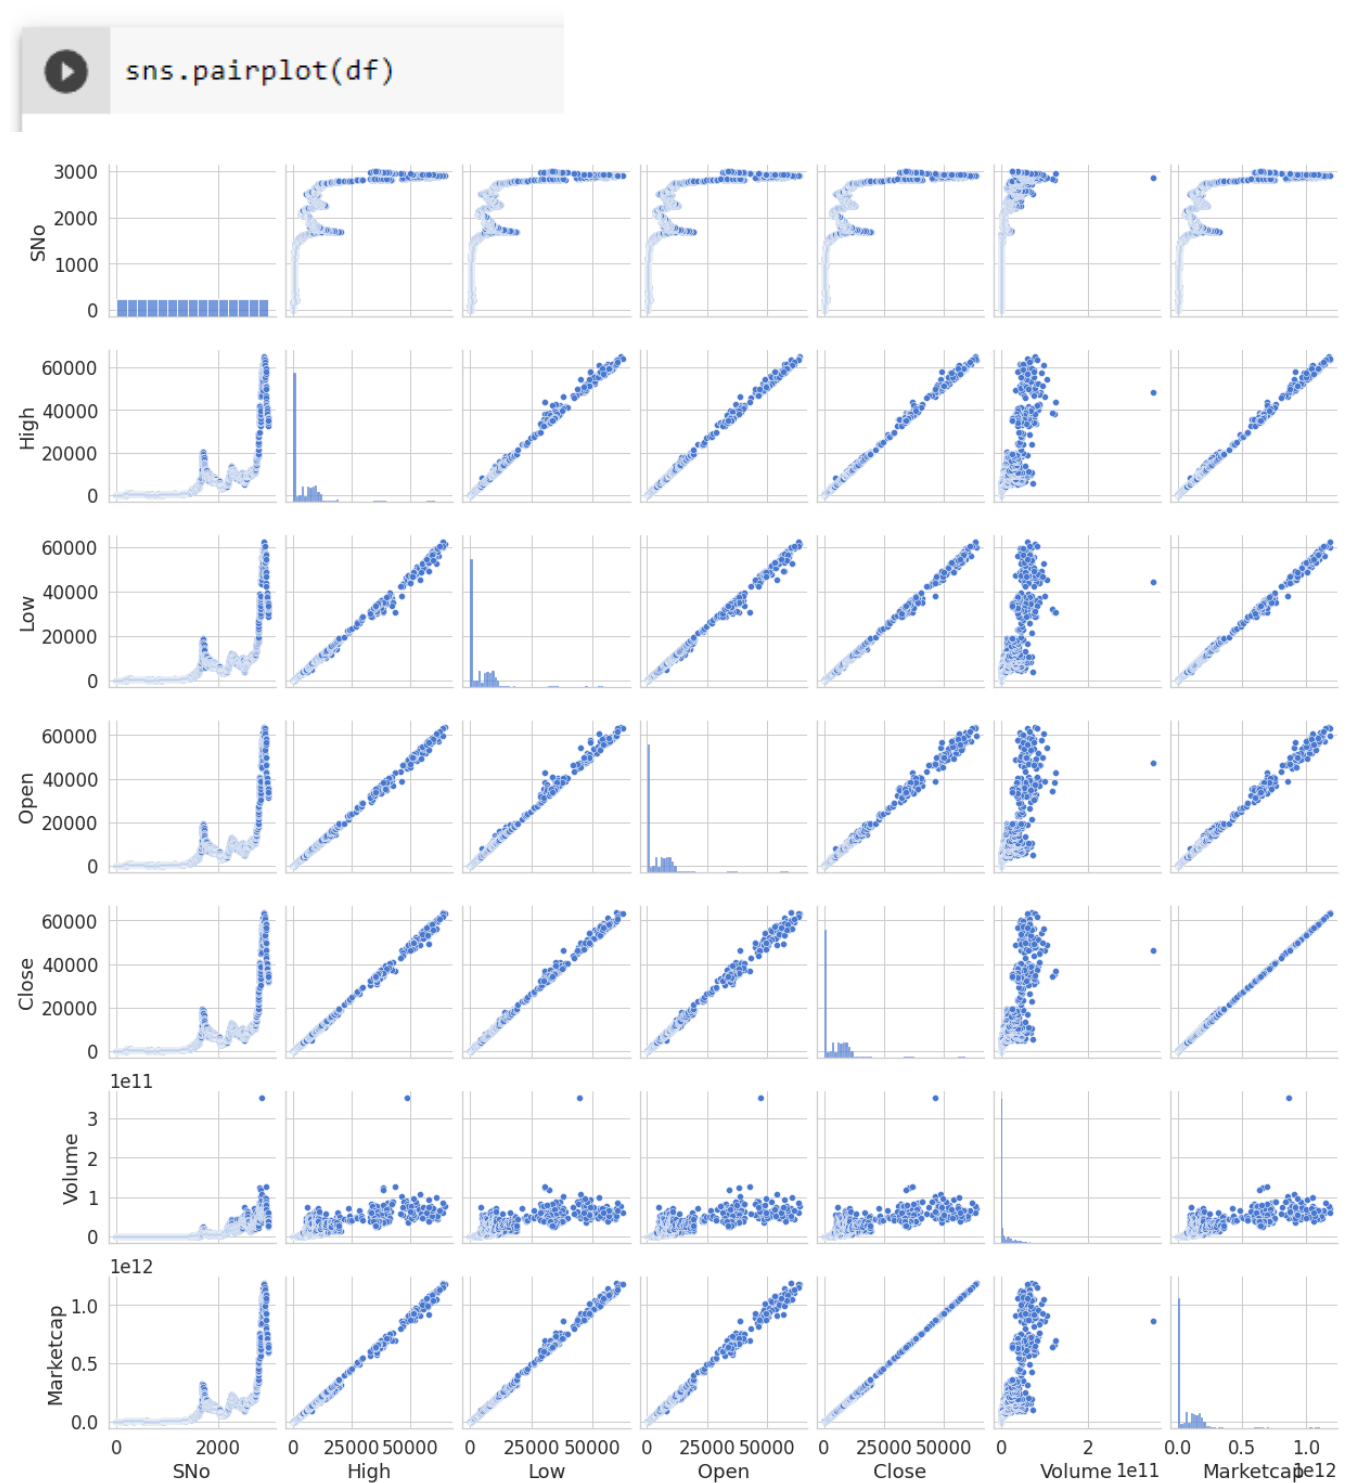 sns.pairplot(df)
3000
2000
1000
0
SNo
60000
40000
20000
0
High
60000
40000
20000
0
Low
60000
40000
20000
0
Open
60000
40000
20000
0
Close
1e11
3
2
1
0
Volume
1e12
1.0
0.5
0.0
Marketcap
0 2000 0 25000 50000 0 25000 50000 0 25000 50000 0 25000 50000 0 2 0.0 0.5 1.0
SNo High Low Open Close Volume 1e11 Marketcap 1e12